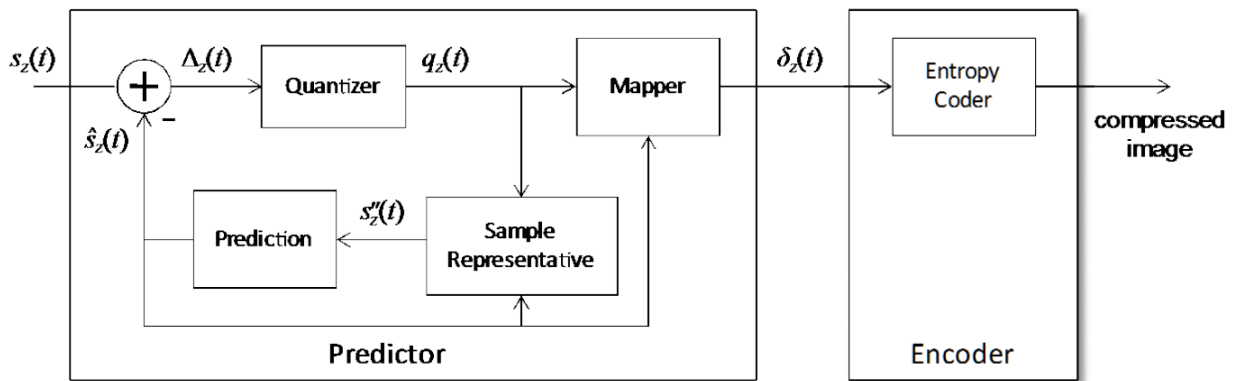 s_z(t)
Δ_z(t)
Quantizer
q_z(t)
Mapper
δ_z(t)
Entropy
Coder
compressed
image
+
−
ŝ_z(t)
Prediction
s″_z(t)
Sample
Representative
Predictor
Encoder